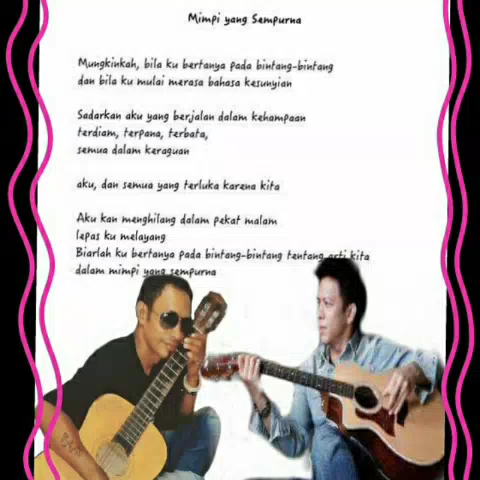 Mimpi yang Sempurna
Mungkinkah, bila ku bertanya pada bintang-bintang
dan bila ku mulai merasa bahasa kesunyian
Sadarkan aku yang berjalan dalam kehampaan
terdiam, terpana, terbata,
semua dalam keraguan
aku, dan semua yang terluka karena kita
Aku kan menghilang dalam pekat malam
lepas ku melayang
Biarlah ku bertanya pada bintang-bintang tentang arti kita
dalam mimpi yang sempurna